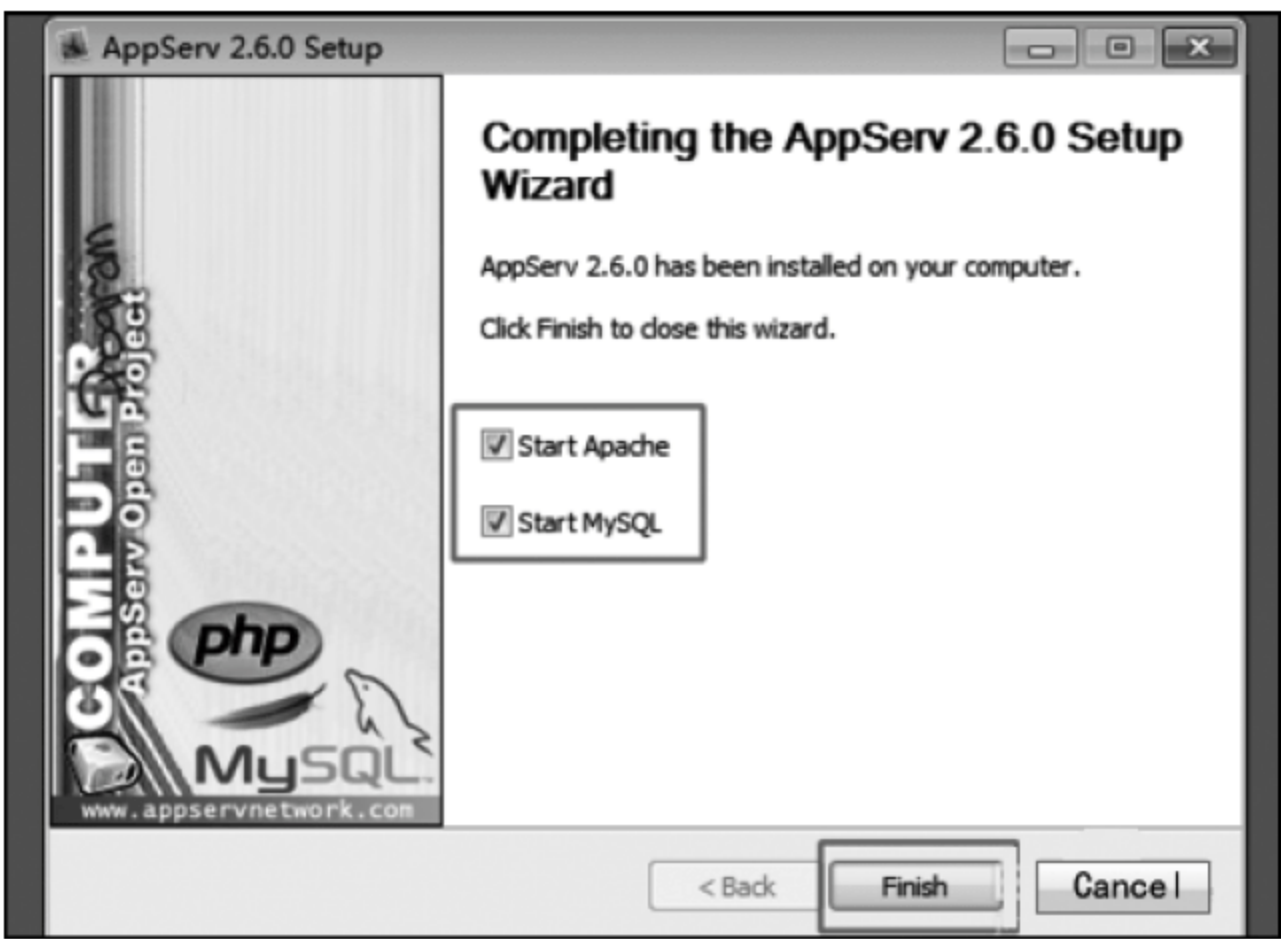 AppServ 2.6.0 Setup
Completing the AppServ 2.6.0 Setup
Wizard
AppServ 2.6.0 has been installed on your computer.
Click Finish to close this wizard.
Start Apache
Start MySQL
COMPUTER
AppServ Open Project
php
MySQL
www.appservnetwork.com
< Back
Finish
Cancel